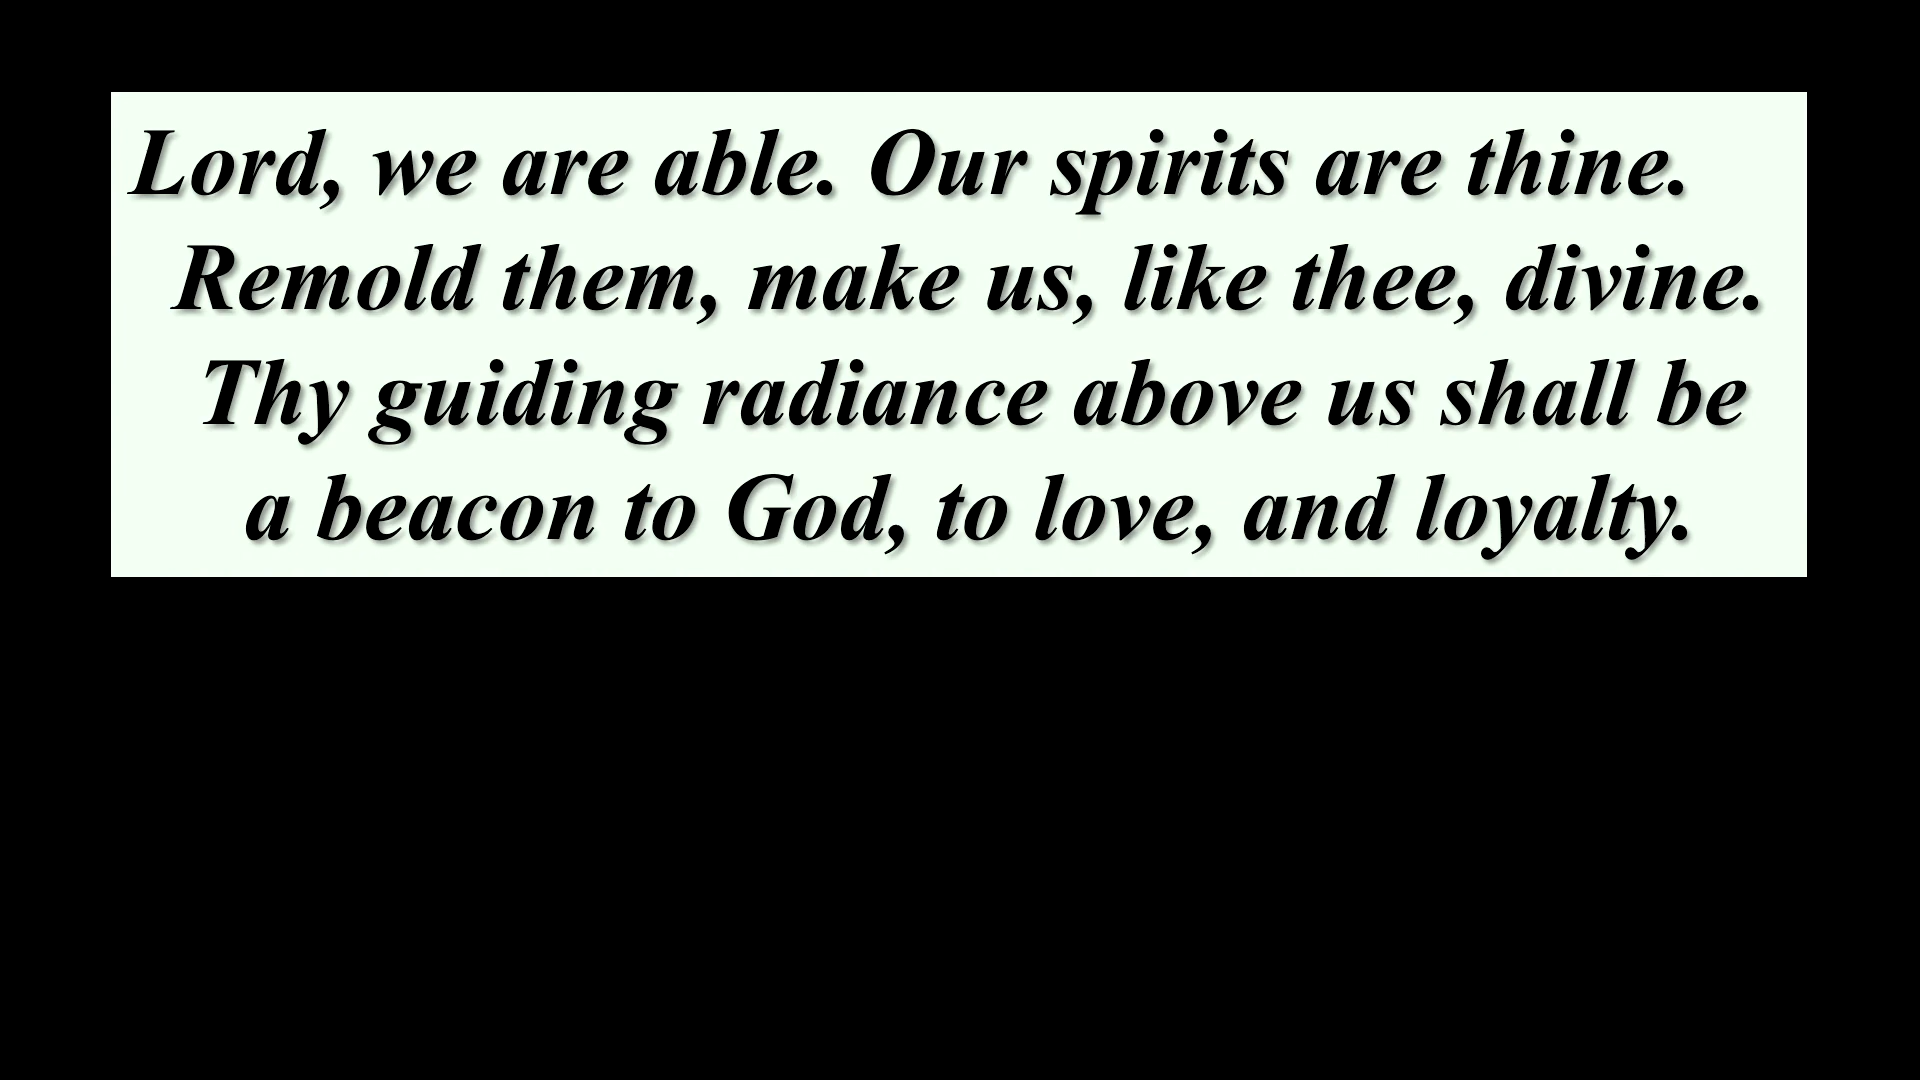 Lord, we are able. Our spirits are thine.
Remold them, make us, like thee, divine.
Thy guiding radiance above us shall be
a beacon to God, to love, and loyalty.